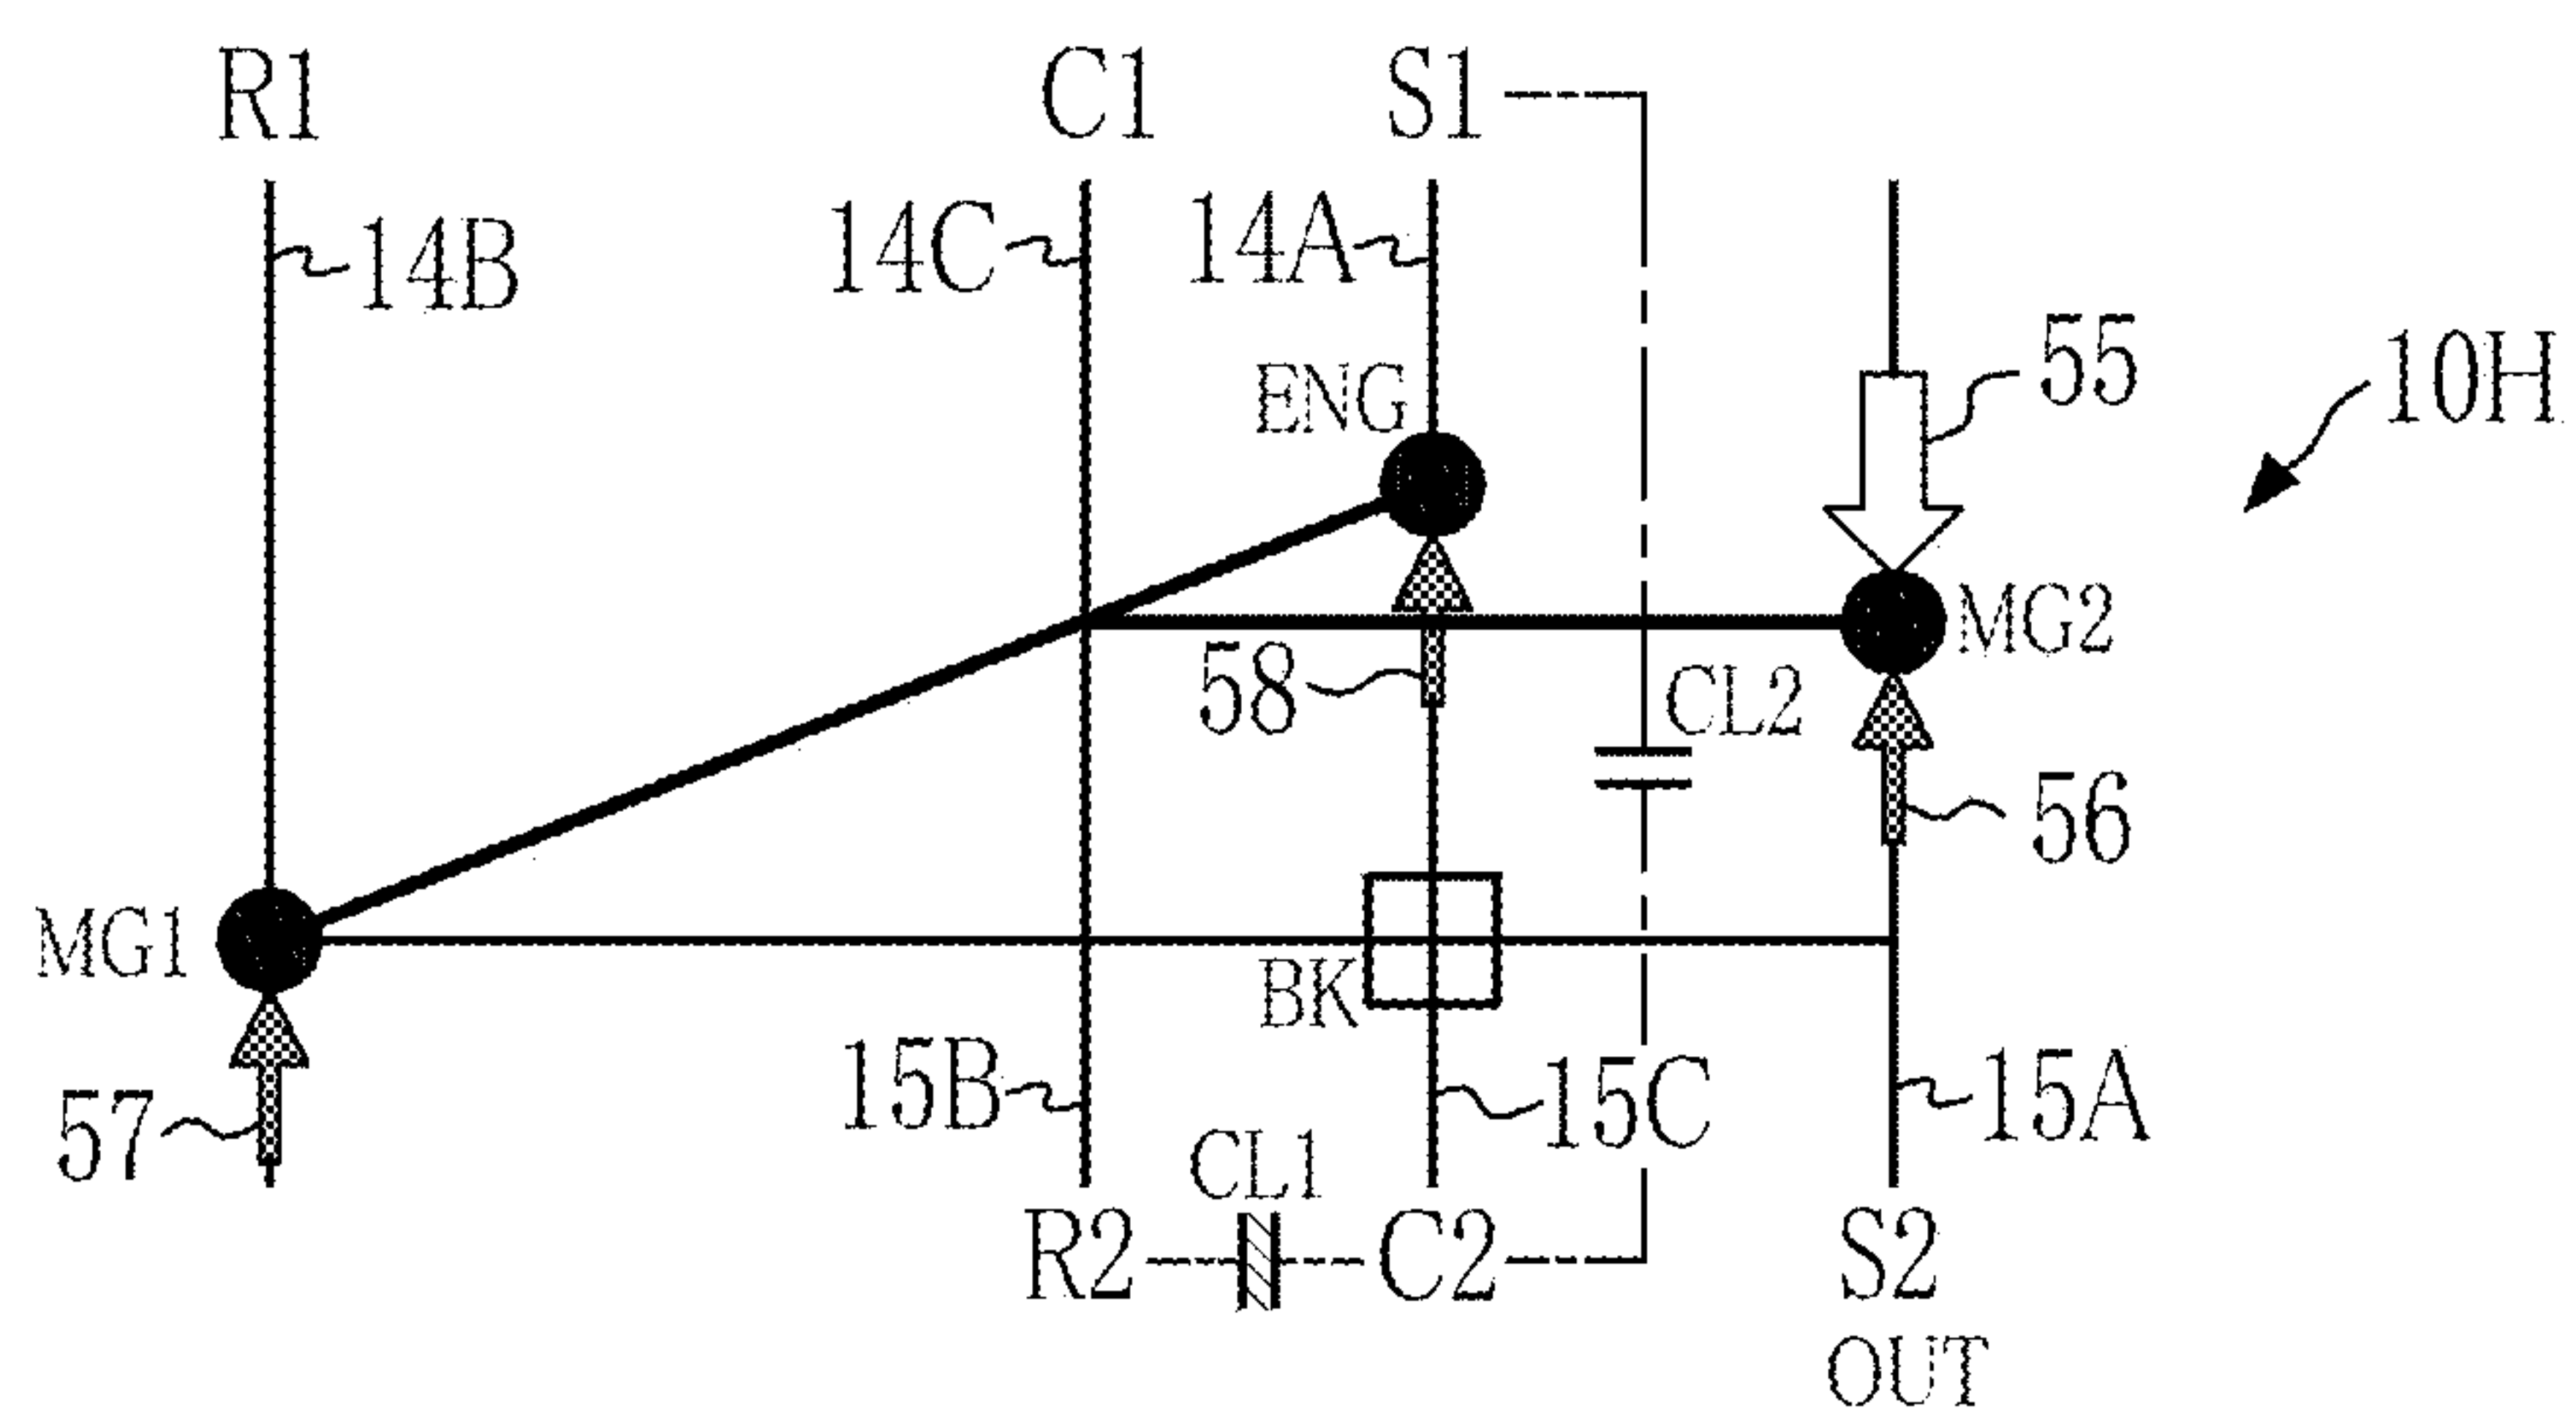 R1 C1 S1
14B 14C 14A
55
ENG
10H
MG2
58 CL2
56
MG1
BK
15B 15C 15A
57
CL1
R2 C2 S2
OUT